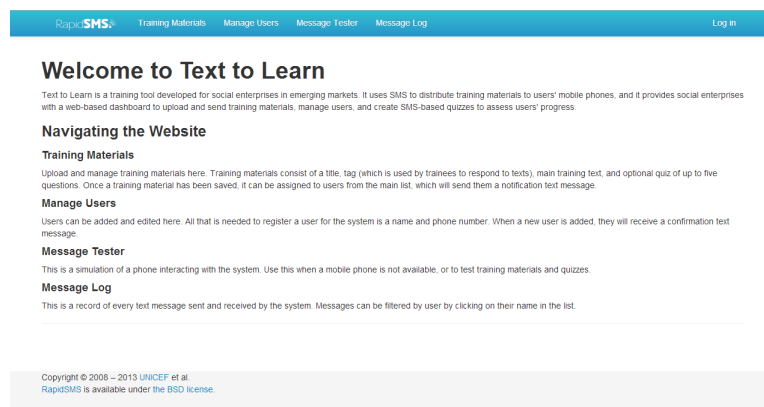 RapidSMS Training Materials Manage Users Message Tester Message Log Log in
Welcome to Text to Learn
Text to Learn is a training tool developed for social enterprises in emerging markets. It uses SMS to distribute training materials to users' mobile phones, and it provides social enterprises
with a web-based dashboard to upload and send training materials, manage users, and create SMS-based quizzes to assess users' progress.
Navigating the Website
Training Materials
Upload and manage training materials here. Training materials consist of a title, tag (which is used by trainees to respond to texts), main training text, and optional quiz of up to five
questions. Once a training material has been saved, it can be assigned to users from the main list, which will send them a notification text message.
Manage Users
Users can be added and edited here. All that is needed to register a user for the system is a name and phone number. When a new user is added, they will receive a confirmation text
message.
Message Tester
This is a simulation of a phone interacting with the system. Use this when a mobile phone is not available, or to test training materials and quizzes.
Message Log
This is a record of every text message sent and received by the system. Messages can be filtered by user by clicking on their name in the list.
Copyright © 2008 – 2013 UNICEF et al.
RapidSMS is available under the BSD license.